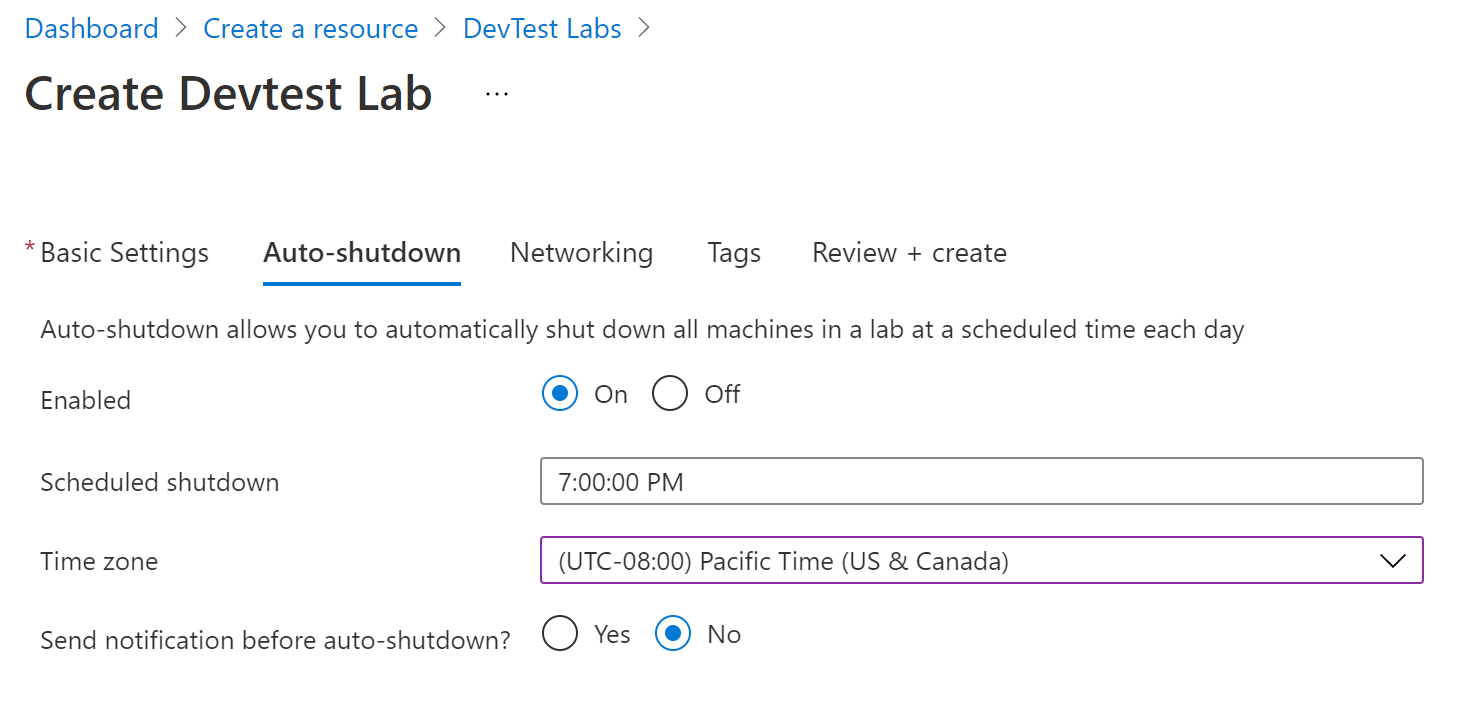 Dashboard > Create a resource > DevTest Labs >
Create Devtest Lab ...
* Basic Settings Auto-shutdown Networking Tags Review + create
Auto-shutdown allows you to automatically shut down all machines in a lab at a scheduled time each day
Enabled On Off
Scheduled shutdown 7:00:00 PM
Time zone (UTC-08:00) Pacific Time (US & Canada)
Send notification before auto-shutdown? Yes No